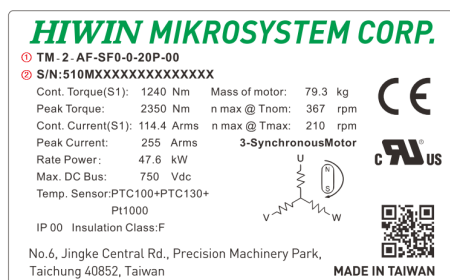 HIWIN MIKROSYSTEM CORP.
① TM-2-AF-SF0-0-20P-00
② S/N:510MXXXXXXXXXXXXXX
Cont. Torque(S1): 1240 Nm Mass of motor: 79.3 kg
Peak Torque: 2350 Nm n max @ Tnom: 367 rpm
Cont. Current(S1): 114.4 Arms n max @ Tmax: 210 rpm
Peak Current: 255 Arms 3-SynchronousMotor
Rate Power: 47.6 kW
Max. DC Bus: 750 Vdc
Temp. Sensor:PTC100+PTC130+
Pt1000
IP 00 Insulation Class:F
U
N
S
V
W
CE
c RU US
No.6, Jingke Central Rd., Precision Machinery Park,
Taichung 40852, Taiwan
MADE IN TAIWAN